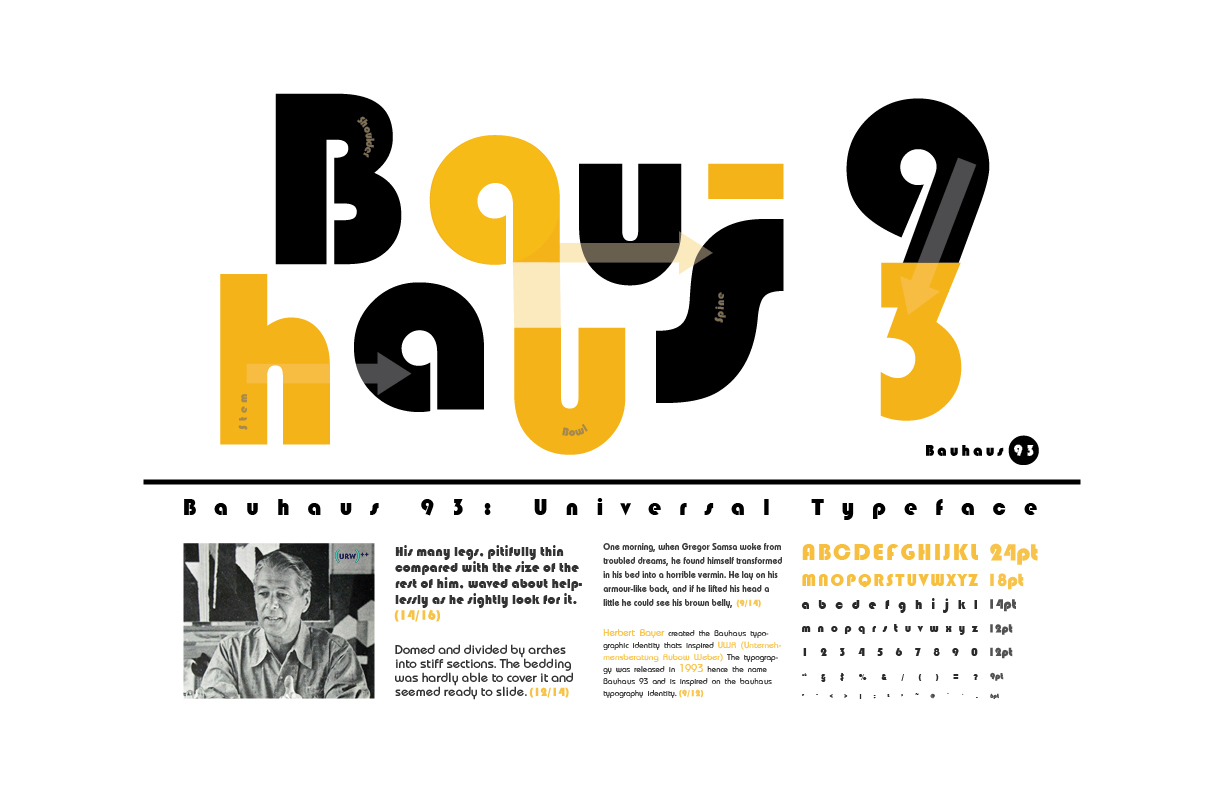 Bau-
haus
93
Shoulder
Spine
Stem
Bowl
Bauhaus 93
Bauhaus 93: Universal Typeface
(URW)++
His many legs, pitifully thin
compared with the size of the
rest of him, waved about help-
lessly as he sightly look for it.
(14/16)
Domed and divided by arches
into stiff sections. The bedding
was hardly able to cover it and
seemed ready to slide. (12/14)
One morning, when Gregor Samsa woke from
troubled dreams, he found himself transformed
in his bed into a horrible vermin. He lay on his
armour-like back, and if he lifted his head a
little he could see his brown belly, (9/14)
Herbert Bayer created the Bauhaus typo-
graphic identity thats inspired UWR (Unterneh-
mensberatung Rubow Weber) The typograp-
gy was released in 1993 hence the name
Bauhaus 93 and is inspired on the bauhaus
typography identity. (9/12)
ABCDEFGHIJKL 24pt
MNOPQRSTUVWXYZ 18pt
a b c d e f g h i j k l 14pt
m n o p q r s t u v w x y z 12pt
1 2 3 4 5 6 7 8 9 0 12pt
§ % & / ( ) = ? 9pt